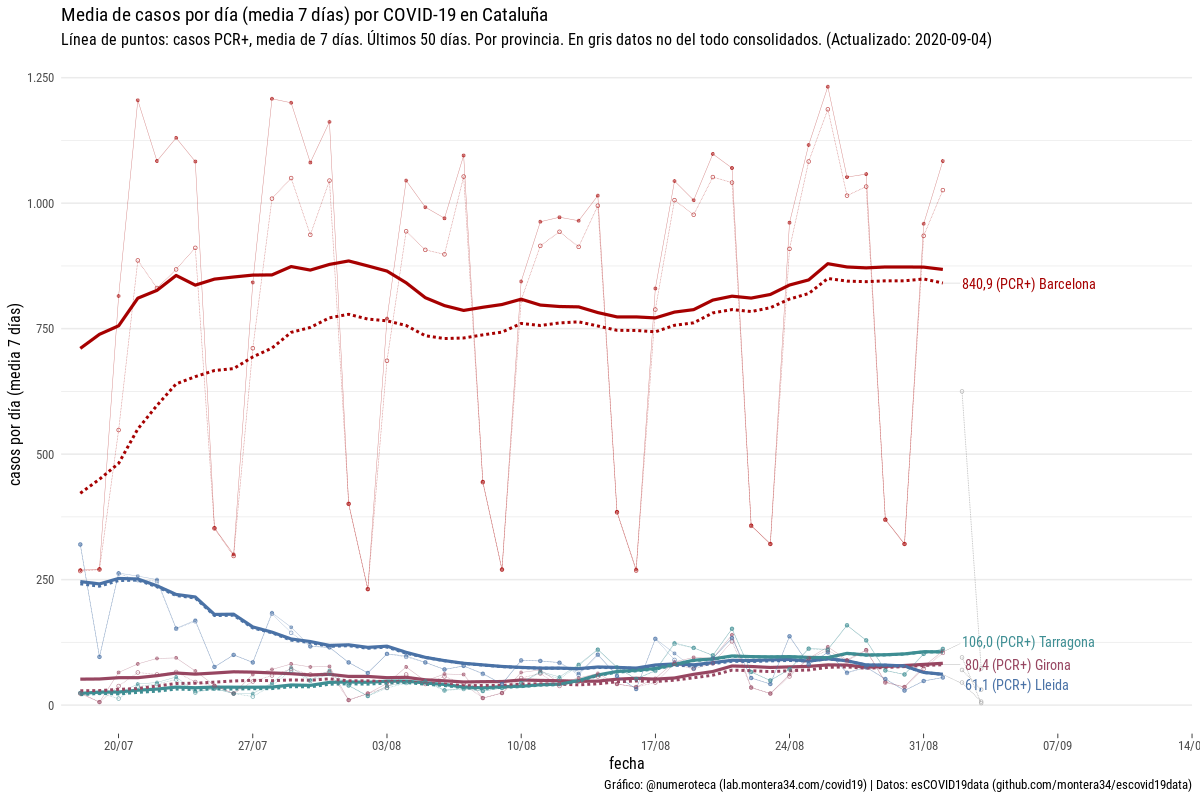 Media de casos por día (media 7 días) por COVID-19 en Cataluña
Línea de puntos: casos PCR+, media de 7 días. Últimos 50 días. Por provincia. En gris datos no del todo consolidados. (Actualizado: 2020-09-04)
casos por día (media 7 días)
1.250
1.000
750
500
250
0
840,9 (PCR+) Barcelona
106,0 (PCR+) Tarragona
80,4 (PCR+) Girona
61,1 (PCR+) Lleida
20/07
27/07
03/08
10/08
17/08
24/08
31/08
07/09
14/0
fecha
Gráfico: @numeroteca (lab.montera34.com/covid19) | Datos: esCOVID19data (github.com/montera34/escovid19data)